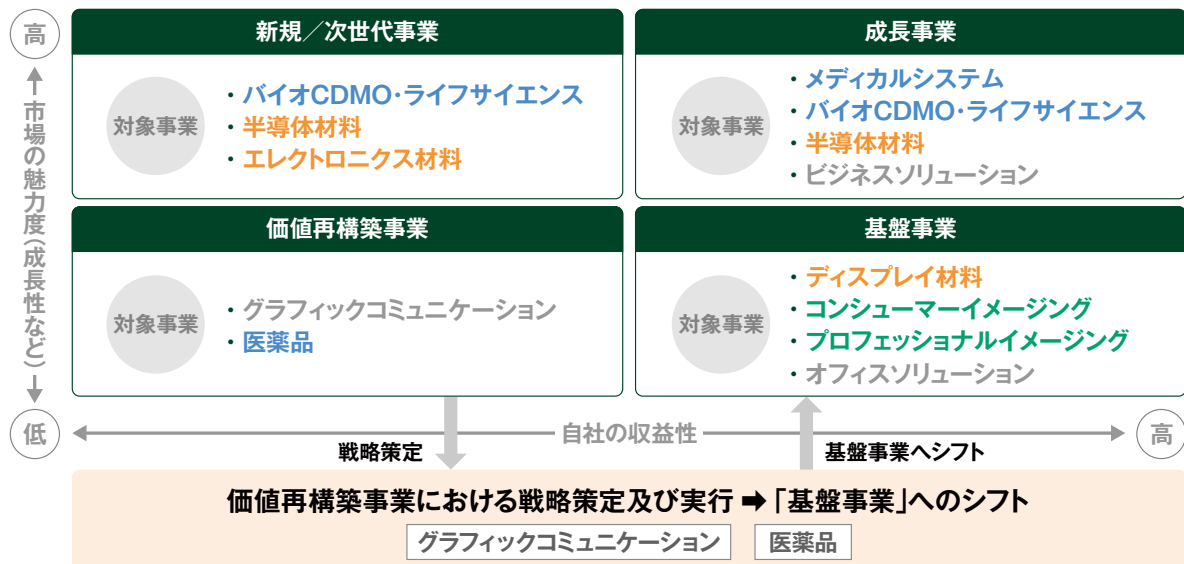 高
市場の魅力度（成長性など）
低
新規／次世代事業
対象事業
・バイオCDMO・ライフサイエンス
・半導体材料
・エレクトロニクス材料
成長事業
対象事業
・メディカルシステム
・バイオCDMO・ライフサイエンス
・半導体材料
・ビジネスソリューション
価値再構築事業
対象事業
・グラフィックコミュニケーション
・医薬品
基盤事業
対象事業
・ディスプレイ材料
・コンシューマーイメージング
・プロフェッショナルイメージング
・オフィスソリューション
自社の収益性
高
戦略策定
基盤事業へシフト
価値再構築事業における戦略策定及び実行➡「基盤事業」へのシフト
グラフィックコミュニケーション
医薬品